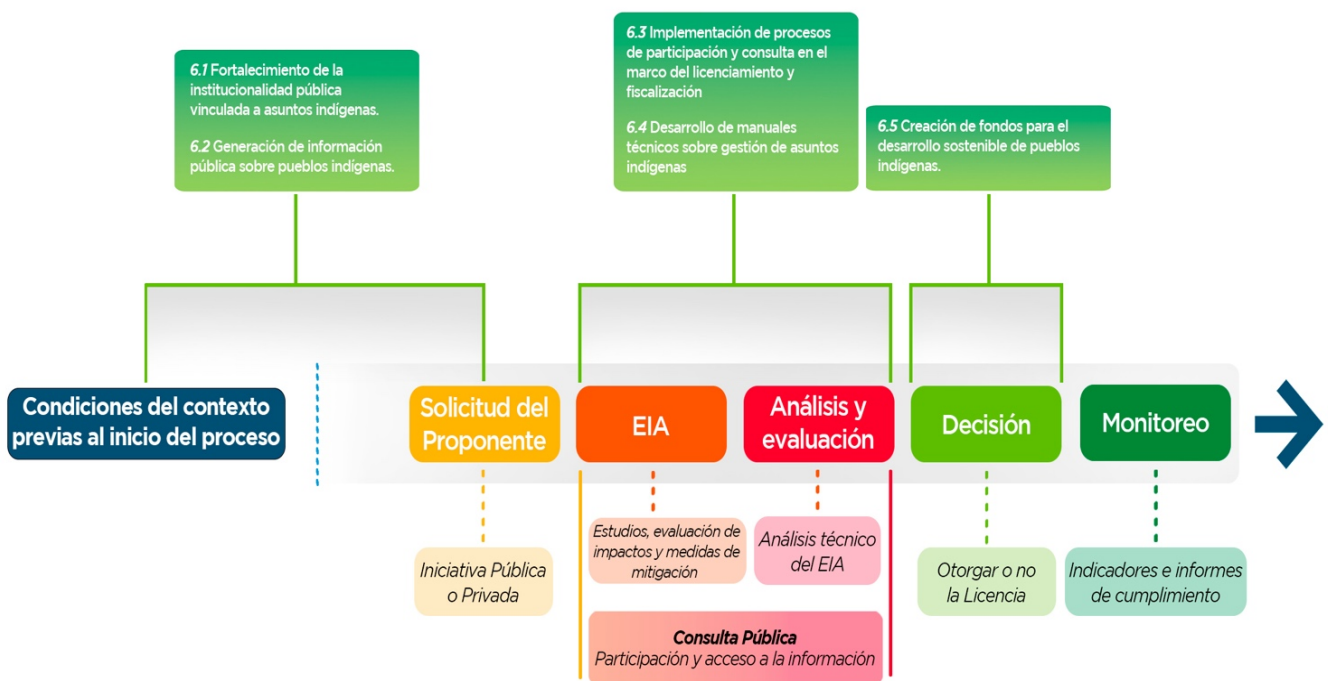 6.1 Fortalecimiento de la
institucionalidad pública
vinculada a asuntos indígenas.
6.2 Generación de información
pública sobre pueblos indígenas.
6.3 Implementación de procesos
de participación y consulta en el
marco del licenciamiento y
fiscalización
6.4 Desarrollo de manuales
técnicos sobre gestión de asuntos
indígenas
6.5 Creación de fondos para el
desarrollo sostenible de pueblos
indígenas.
Condiciones del contexto
previas al inicio del proceso
Solicitud del
Proponente
EIA
Análisis y
evaluación
Decisión
Monitoreo
Iniciativa Pública
o Privada
Estudios, evaluación de
impactos y medidas de
mitigación
Análisis técnico
del EIA
Otorgar o no
la Licencia
Indicadores e informes
de cumplimiento
Consulta Pública
Participación y acceso a la información